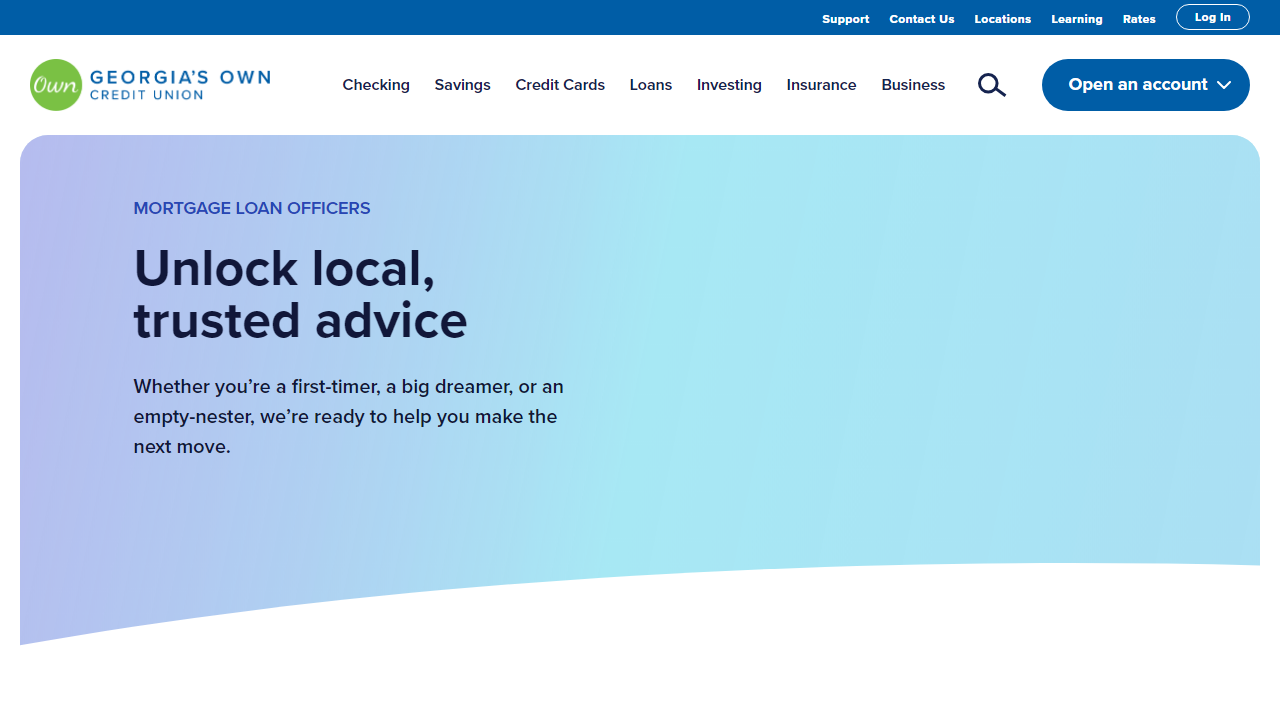 Support Contact Us Locations Learning Rates Log In
Own GEORGIA'S OWN
CREDIT UNION
Checking Savings Credit Cards Loans Investing Insurance Business Open an account
MORTGAGE LOAN OFFICERS
Unlock local,
trusted advice
Whether you’re a first-timer, a big dreamer, or an
empty-nester, we’re ready to help you make the
next move.